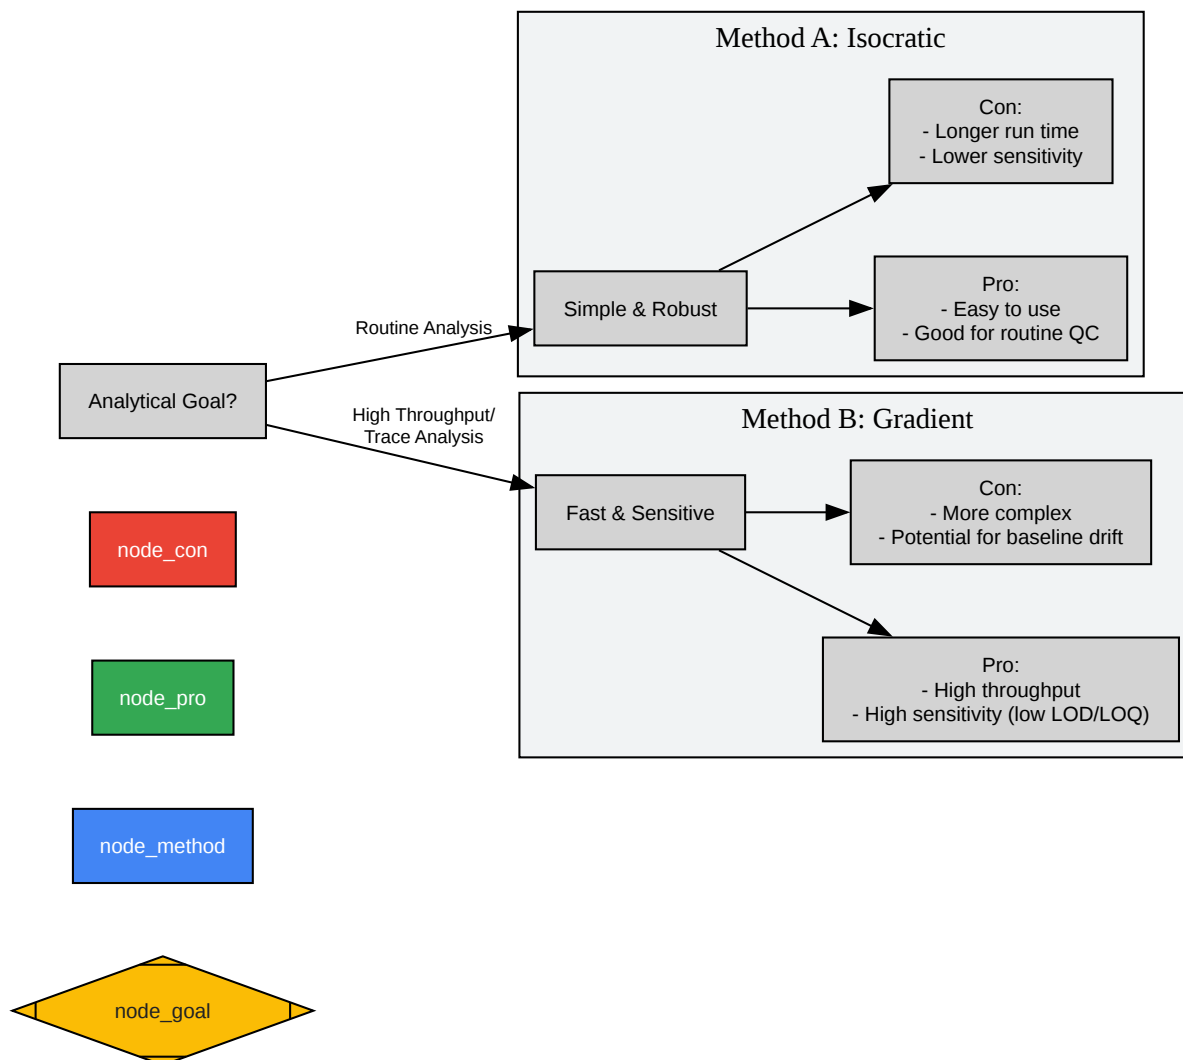 Method A: Isocratic
Con:
- Longer run time
- Lower sensitivity
Simple & Robust
Pro:
- Easy to use
- Good for routine QC
Routine Analysis
Analytical Goal?
High Throughput/
Trace Analysis
Method B: Gradient
Fast & Sensitive
Con:
- More complex
- Potential for baseline drift
Pro:
- High throughput
- High sensitivity (low LOD/LOQ)
node_con
node_pro
node_method
node_goal